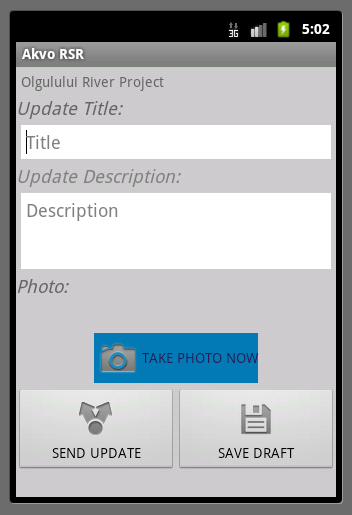 3G 5:02
Akvo RSR
Olgulului River Project
Update Title:
Title
Update Description:
Description
Photo:
TAKE PHOTO NOW
SEND UPDATE SAVE DRAFT